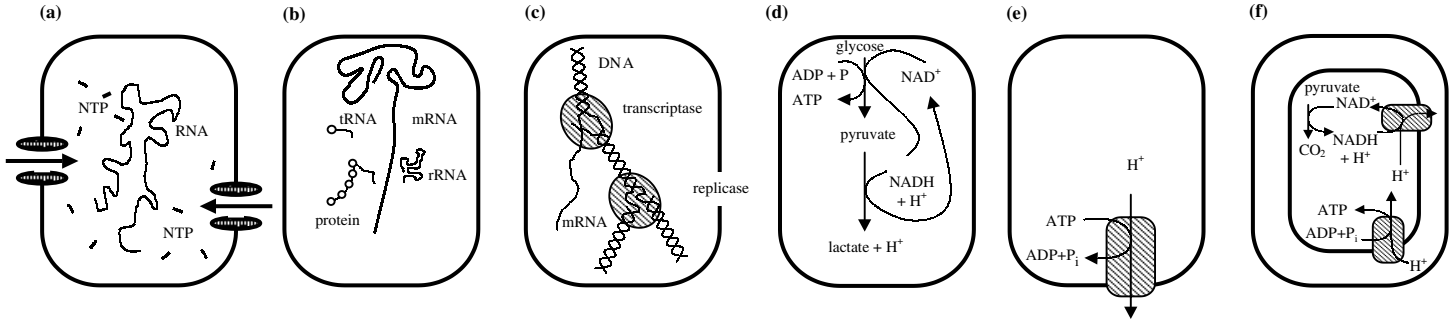 (a)
NTP
RNA
NTP
(b)
tRNA
mRNA
rRNA
protein
(c)
DNA
transcriptase
replicase
mRNA
(d)
glycose
ADP + P
NAD⁺
ATP
pyruvate
NADH
+ H⁺
lactate + H⁺
(e)
H⁺
ATP
ADP+Pᵢ
(f)
pyruvate
NAD⁺
NADH
+ H⁺
CO₂
H⁺
ATP
ADP+Pᵢ
H⁺